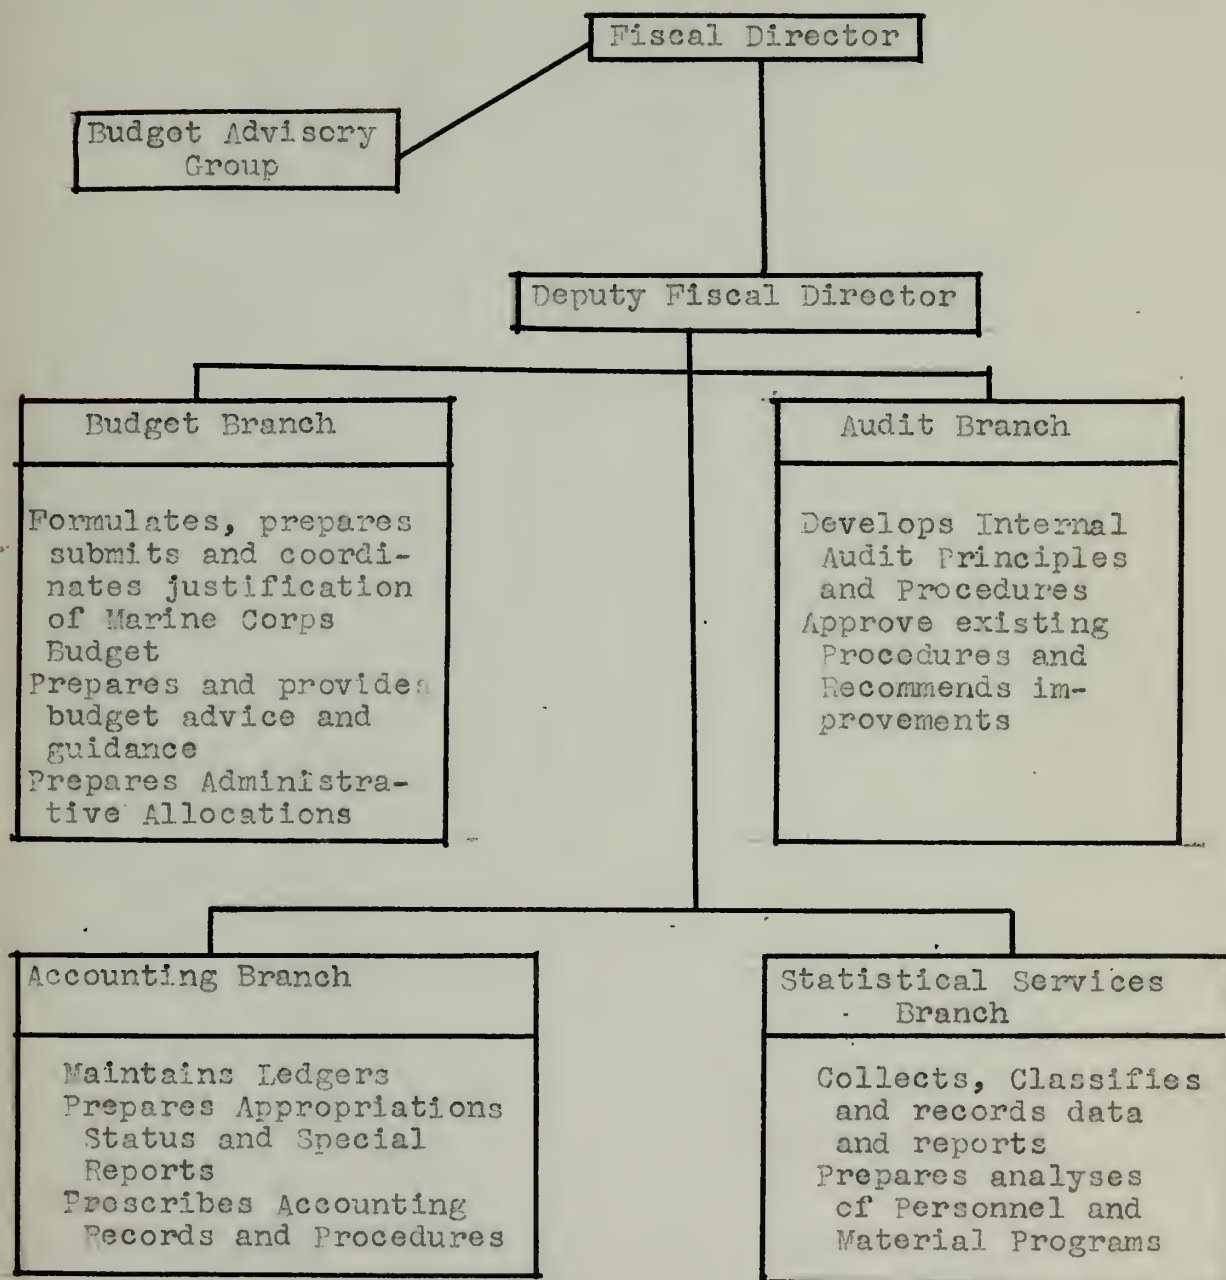 Fiscal Director
Budget Advisory
Group
Deputy Fiscal Director
Budget Branch
Formulates, prepares
submits and coordi-
nates justification
of Marine Corps
Budget
Prepares and provides
budget advice and
guidance
Prepares Administra-
tive Allocations
Audit Branch
Develops Internal
Audit Principles
and Procedures
Approve existing
Procedures and
Recommends im-
provements
Accounting Branch
Maintains Ledgers
Prepares Appropriations
Status and Special
Reports
Prescribes Accounting
Records and Procedures
Statistical Services
Branch
Collects, Classifies
and records data
and reports
Prepares analyses
of Personnel and
Material Programs